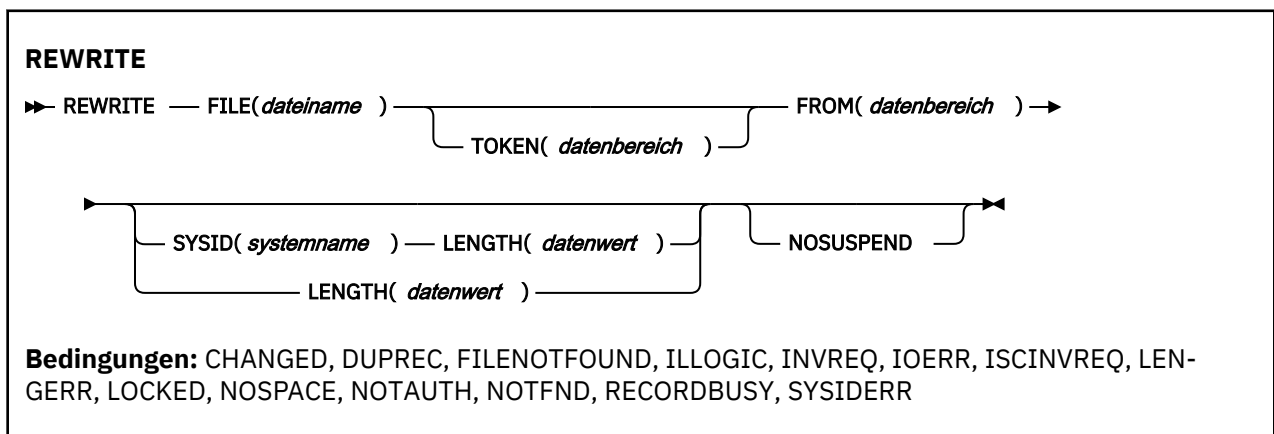 REWRITE
REWRITE FILE(dateiname ) FROM( datenbereich )
TOKEN( datenbereich )
SYSID( systemname ) LENGTH( datenwert ) NOSUSPEND
LENGTH( datenwert )
Bedingungen: CHANGED, DUPREC, FILENOTFOUND, ILLOGIC, INVREQ, IOERR, ISCINVREQ, LEN-
GERR, LOCKED, NOSPACE, NOTAUTH, NOTFND, RECORDBUSY, SYSIDERR